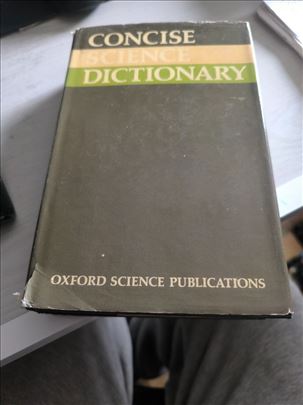 CONCISE
SCIENCE
DICTIONARY
OXFORD SCIENCE PUBLICATIONS